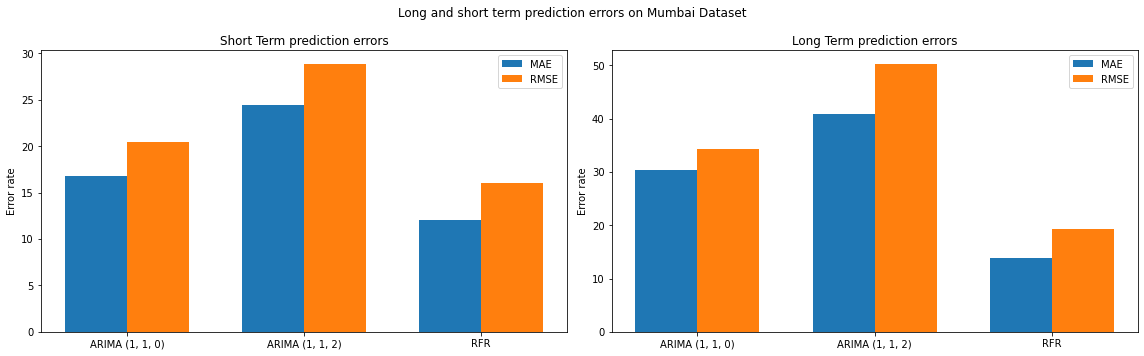 Long and short term prediction errors on Mumbai Dataset
Short Term prediction errors
Error rate
30
25
20
15
10
5
0
MAE
RMSE
ARIMA (1, 1, 0)
ARIMA (1, 1, 2)
RFR
Long Term prediction errors
Error rate
50
40
30
20
10
0
MAE
RMSE
ARIMA (1, 1, 0)
ARIMA (1, 1, 2)
RFR